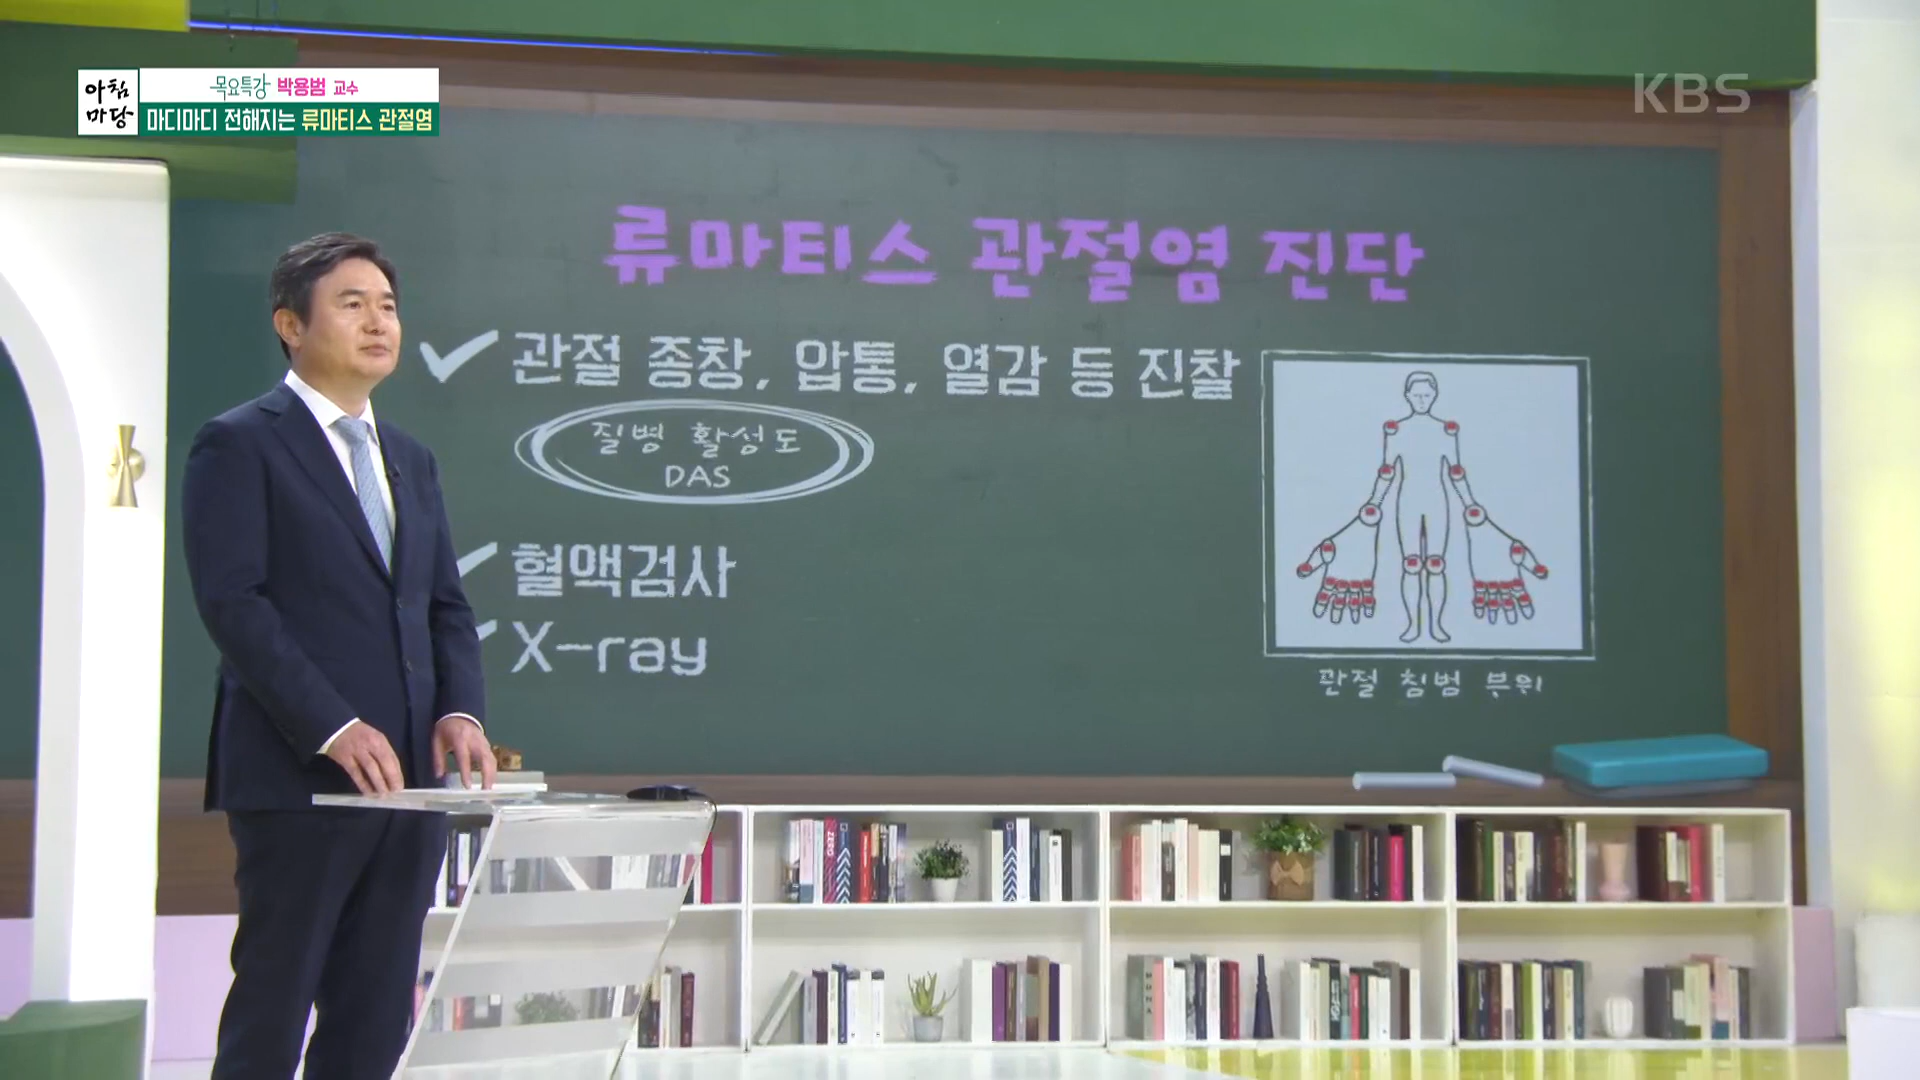 아침
마당
목요특강 박용범 교수
마디마디 전해지는 류마티스 관절염
KBS
류마티스 관절염 진단
관절 종창, 압통, 열감 등 진찰
질병 활성도
DAS
혈액검사
X-ray
관절 침범 부위